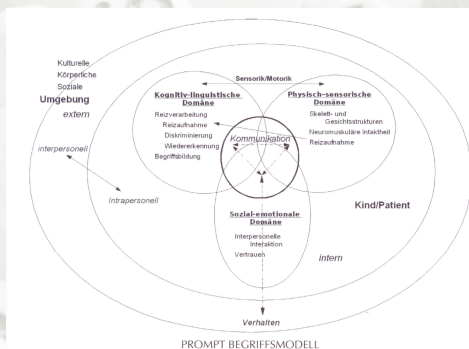 Kulturelle
Körperliche
Soziale
Umgebung
extern
interpersonell
Intrapersonell
Sensorik/Motorik
Kognitiv-linguistische
Domäne
Reizverarbeitung
Reizaufnahme
Diskriminierung
Wiedererkennung
Begriffsbildung
Physisch-sensorische
Domäne
Skelett- und
Gesichtsstrukturen
Neuromuskuläre Intaktheit
Reizaufnahme
Kommunikation
Sozial-emotionale
Domäne
Interpersonelle
Interaktion
Vertrauen
Kind/Patient
intern
Verhalten
PROMPT BEGRIFFSMODELL